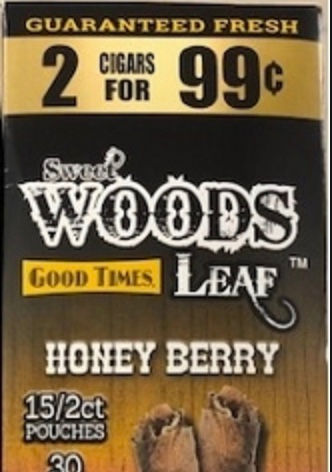 GUARANTEED FRESH
2 CIGARS FOR 99¢
Sweet
WOODS
GOOD TIMES. LEAF™
HONEY BERRY
15/2ct
POUCHES
30